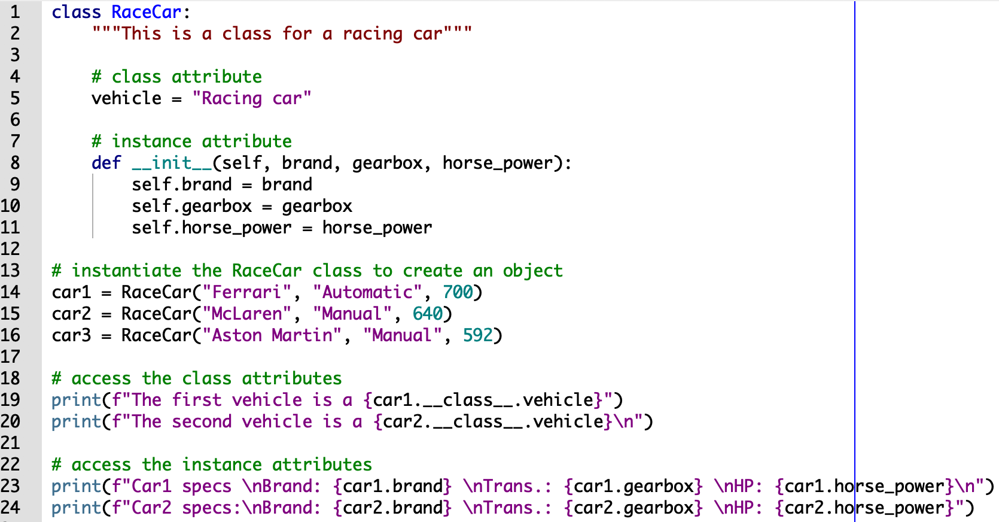 1 class RaceCar:
2     """This is a class for a racing car"""
3
4     # class attribute
5     vehicle = "Racing car"
6
7     # instance attribute
8     def __init__(self, brand, gearbox, horse_power):
9         self.brand = brand
10         self.gearbox = gearbox
11         self.horse_power = horse_power
12
13 # instantiate the RaceCar class to create an object
14 car1 = RaceCar("Ferrari", "Automatic", 700)
15 car2 = RaceCar("McLaren", "Manual", 640)
16 car3 = RaceCar("Aston Martin", "Manual", 592)
17
18 # access the class attributes
19 print(f"The first vehicle is a {car1.__class__.vehicle}")
20 print(f"The second vehicle is a {car2.__class__.vehicle}\n")
21
22 # access the instance attributes
23 print(f"Car1 specs \nBrand: {car1.brand} \nTrans.: {car1.gearbox} \nHP: {car1.horse_power}\n")
24 print(f"Car2 specs:\nBrand: {car2.brand} \nTrans.: {car2.gearbox} \nHP: {car2.horse_power}")